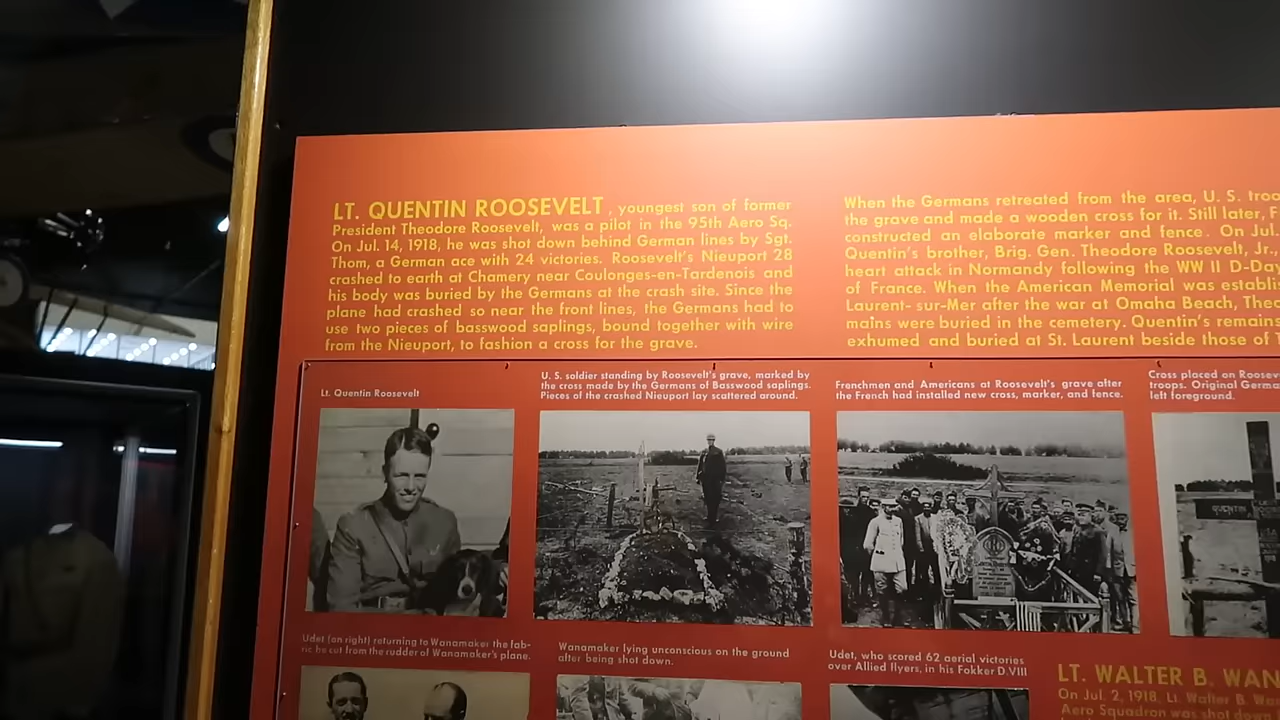 LT. QUENTIN ROOSEVELT, youngest son of former
President Theodore Roosevelt, was a pilot in the 95th Aero Sq.
On Jul. 14, 1918, he was shot down behind German lines by Sgt.
Thom, a German ace with 24 victories. Roosevelt's Nieuport 28
crashed to earth at Chamery near Coulonges-en-Tardenois and
his body was buried by the Germans at the crash site. Since the
plane had crashed so near the front lines, the Germans had to
use two pieces of basswood saplings, bound together with wire
from the Nieuport, to fashion a cross for the grave.
When the Germans retreated from the area, U. S. troo
the grave and made a wooden cross for it. Still later, F
constructed an elaborate marker and fence. On Jul.
Quentin's brother, Brig. Gen. Theodore Roosevelt, Jr.,
heart attack in Normandy following the WW II D-Day
of France. When the American Memorial was establis
Laurent- sur-Mer after the war at Omaha Beach, Theo
mains were buried in the cemetery. Quentin's remains
exhumed and buried at St. Laurent beside those of
Lt. Quentin Roosevelt
U. S. soldier standing by Roosevelt's grave, marked by
the cross made by the Germans of Basswood saplings.
Pieces of the crashed Nieuport lay scattered around.
Frenchmen and Americans at Roosevelt's grave after
the French had installed new cross, marker, and fence.
Cross placed on Roosev
troops. Original Germa
left foreground.
QUENTIN
Udet (on right) returning to Wanamaker the fab-
ric he cut from the rudder of Wanamaker's plane.
Wanamaker lying unconscious on the ground
after being shot down.
Udet, who scored 62 aerial victories
over Allied flyers, in his Fokker D.VIII
LT. WALTER B. WAN
On Jul. 2, 1918, Lt. Walter B. Wa
Aero Squadron was shot down